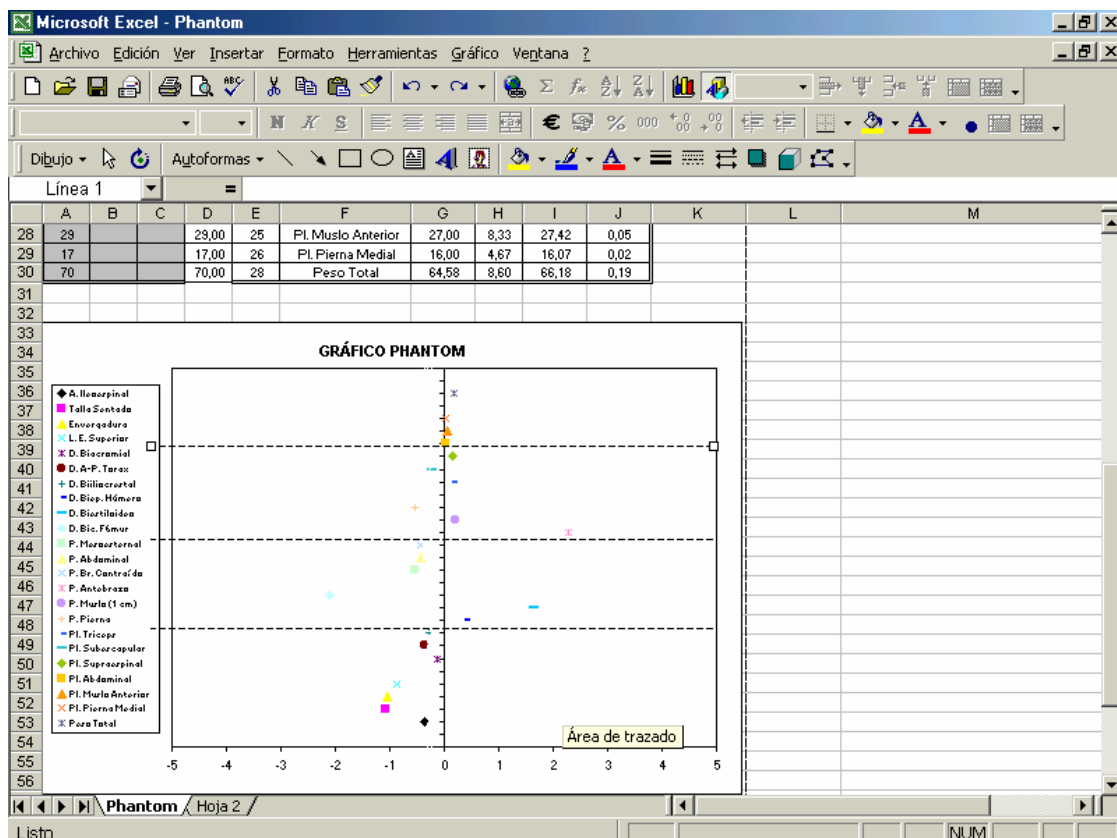 Microsoft Excel - Phantom
Archivo Edición Ver Insertar Formato Herramientas Gráfico Ventana ?
ABC
N K S € % 000
Dibujo Autoformas
Línea 1 =
A B C D E F G H I J K L M
28 29 29,00 25 Pl. Muslo Anterior 27,00 8,33 27,42 0,05
29 17 17,00 26 Pl. Pierna Medial 16,00 4,67 16,07 0,02
30 70 70,00 28 Peso Total 64,58 8,60 66,18 0,19
31
32
33
34
35
36
37
38
39
40
41
42
43
44
45
46
47
48
49
50
51
52
53
54
55
56
GRÁFICO PHANTOM
A. Ileoespinal
Talla Sentado
Envergadura
L. E. Superior
D. Biacromial
D. A-P. Torax
D. Biiliocrestal
D. Biep. Húmero
D. Biestiloideo
D. Bic. Fémur
P. Mesoesternal
P. Abdominal
P. Br. Contraído
P. Antebrazo
P. Muslo (1 cm)
P. Pierna
Pl. Triceps
Pl. Subescapular
Pl. Supraespinal
Pl. Abdominal
Pl. Muslo Anterior
Pl. Pierna Medial
Peso Total
Área de trazado
-5 -4 -3 -2 -1 0 1 2 3 4 5
Phantom Hoja 2
Listo NUM